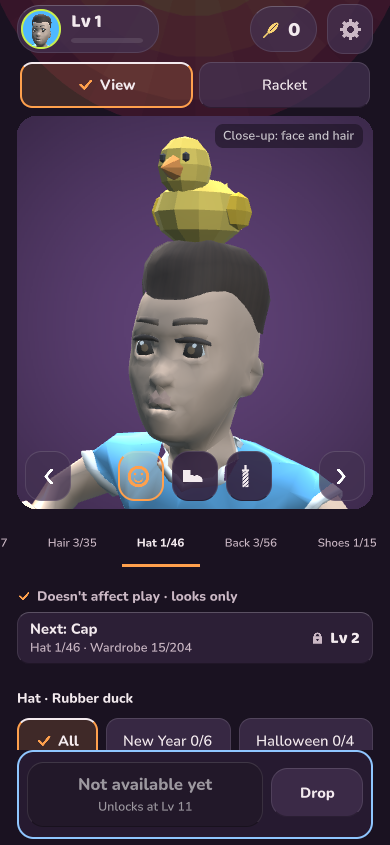 Lv 1
0
View
Racket
Close-up: face and hair
7
Hair 3/35
Hat 1/46
Back 3/56
Shoes 1/15
Doesn't affect play · looks only
Next: Cap
Hat 1/46 · Wardrobe 15/204
Lv 2
Hat · Rubber duck
All
New Year 0/6
Halloween 0/4
Not available yet
Unlocks at Lv 11
Drop